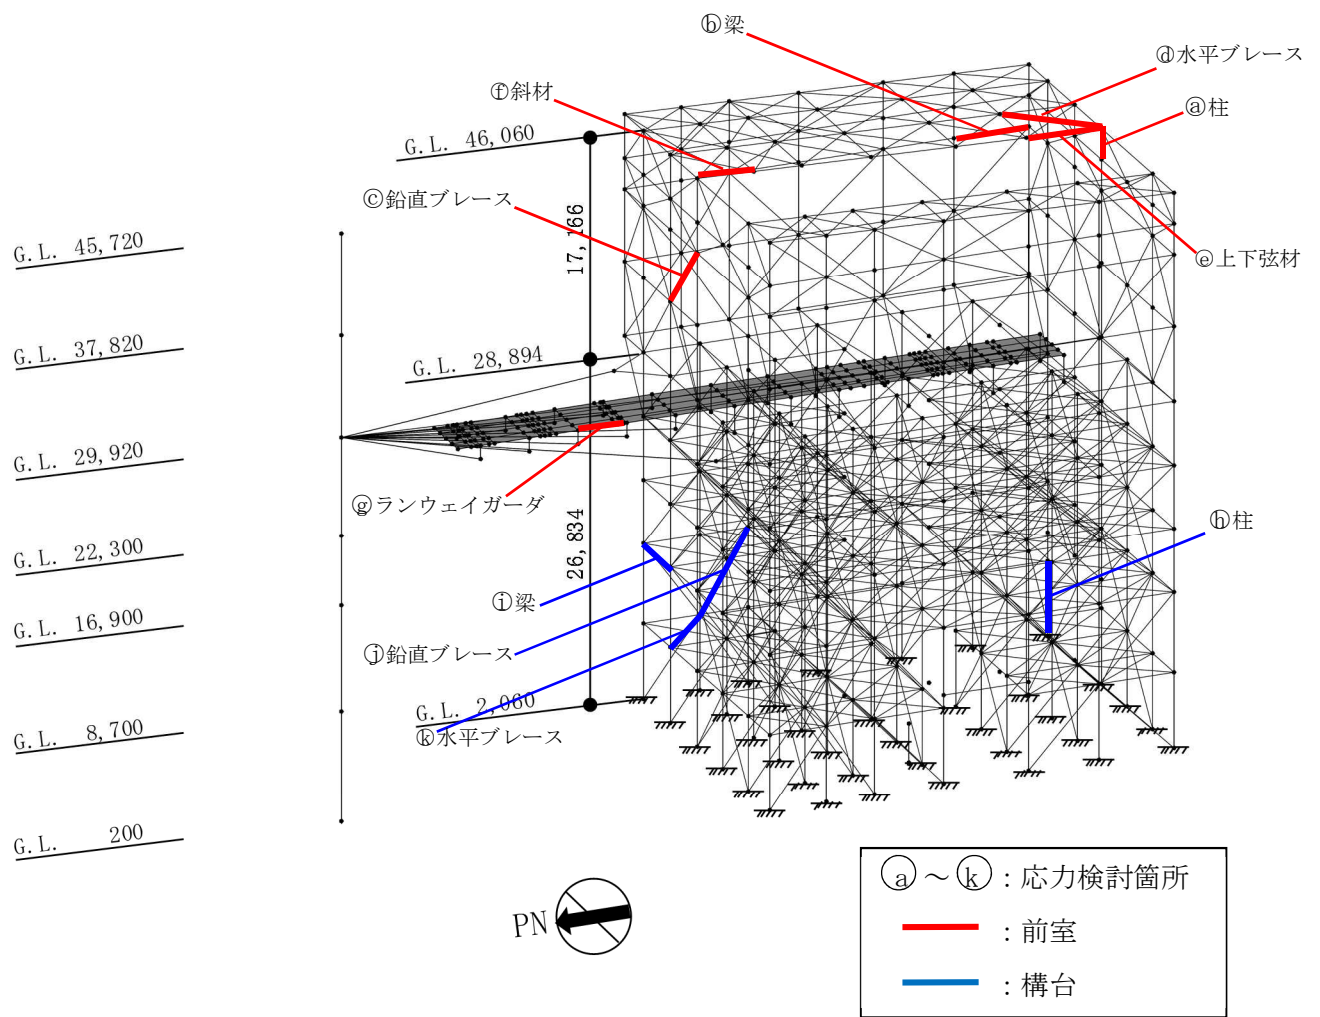 ⓑ梁
ⓓ水平ブレース
ⓕ斜材
ⓐ柱
G.L. 46,060
ⓒ鉛直ブレース
17,166
G.L. 45,720
ⓔ上下弦材
G.L. 37,820
G.L. 28,894
G.L. 29,920
ⓖランウェイガーダ
26,834
ⓗ柱
G.L. 22,300
ⓘ梁
G.L. 16,900
ⓙ鉛直ブレース
G.L. 2,060
ⓚ水平ブレース
G.L. 8,700
G.L. 200
ⓐ～ⓚ：応力検討箇所
PN
：前室
：構台